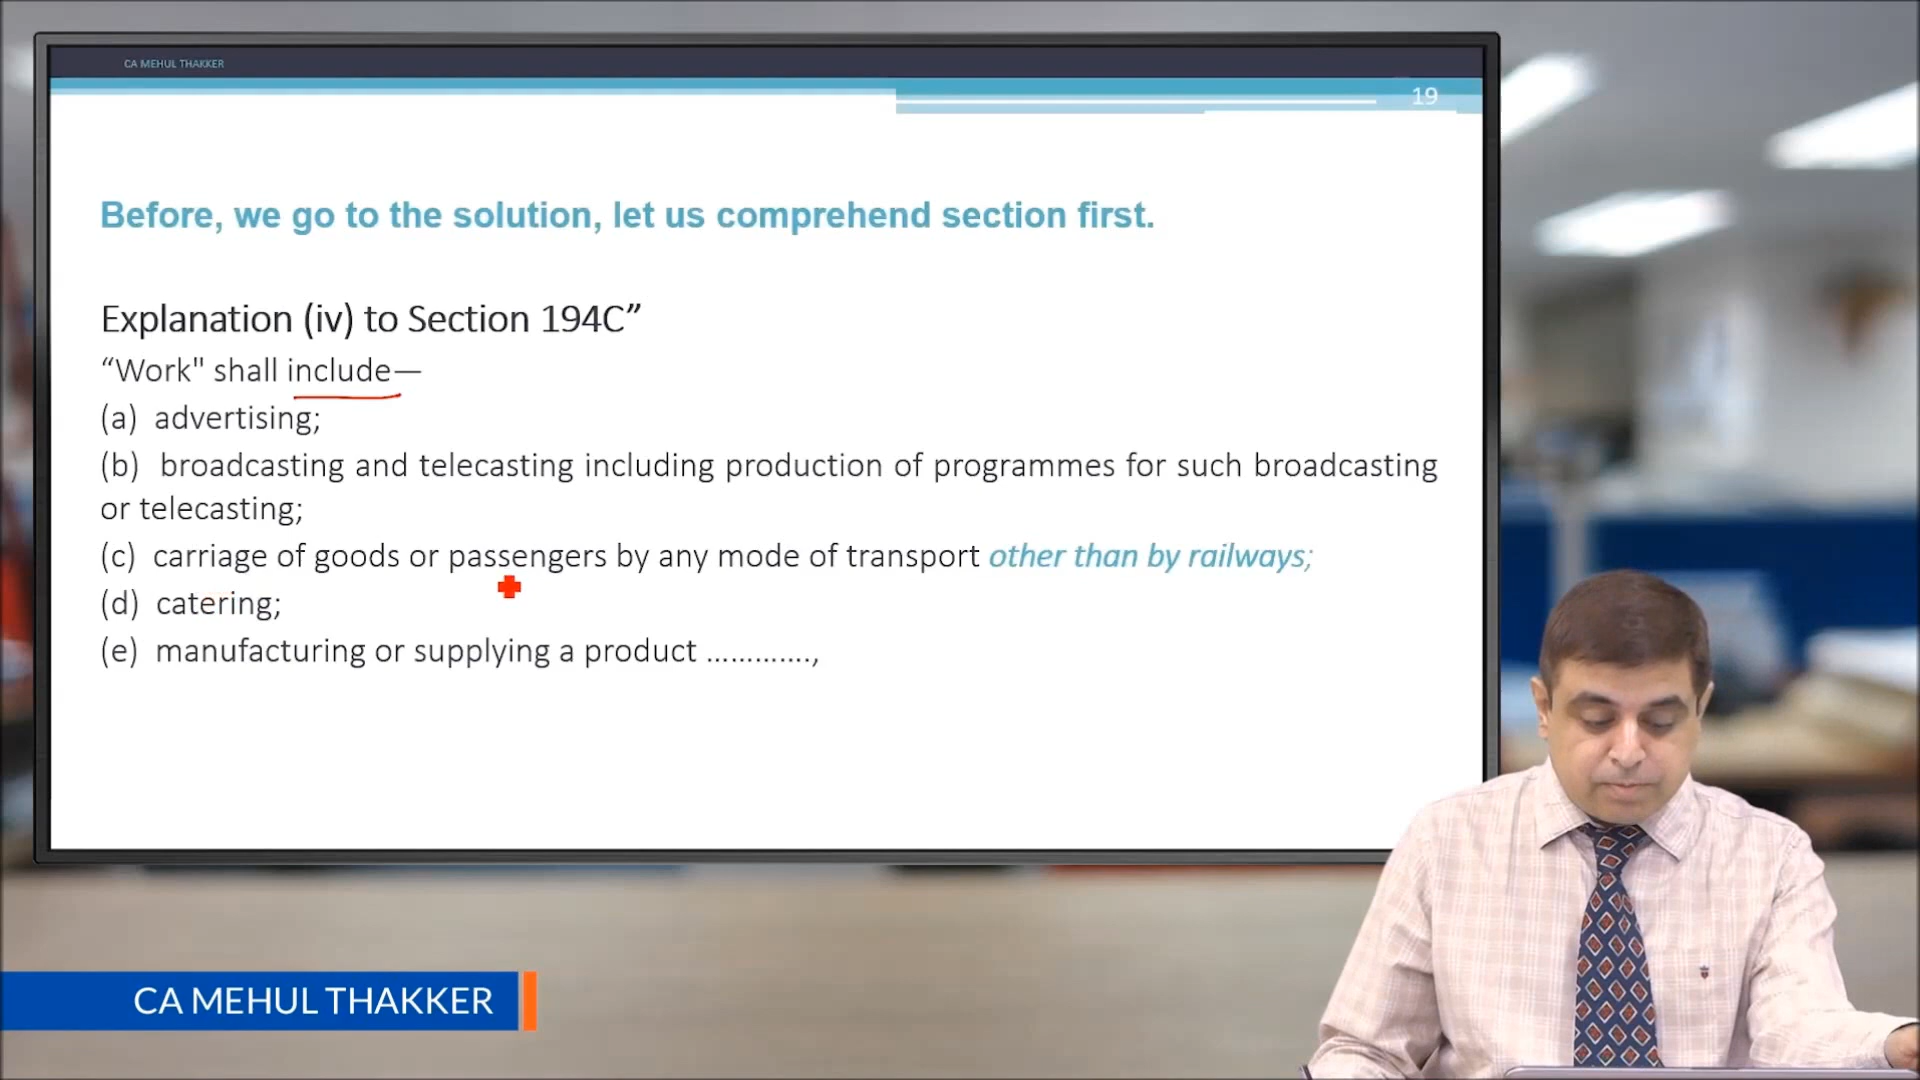 CA MEHUL THAKKER
19
Before, we go to the solution, let us comprehend section first.
Explanation (iv) to Section 194C”
“Work" shall include—
(a) advertising;
(b) broadcasting and telecasting including production of programmes for such broadcasting
or telecasting;
(c) carriage of goods or passengers by any mode of transport other than by railways;
(d) catering;
(e) manufacturing or supplying a product ………….,
CA MEHUL THAKKER